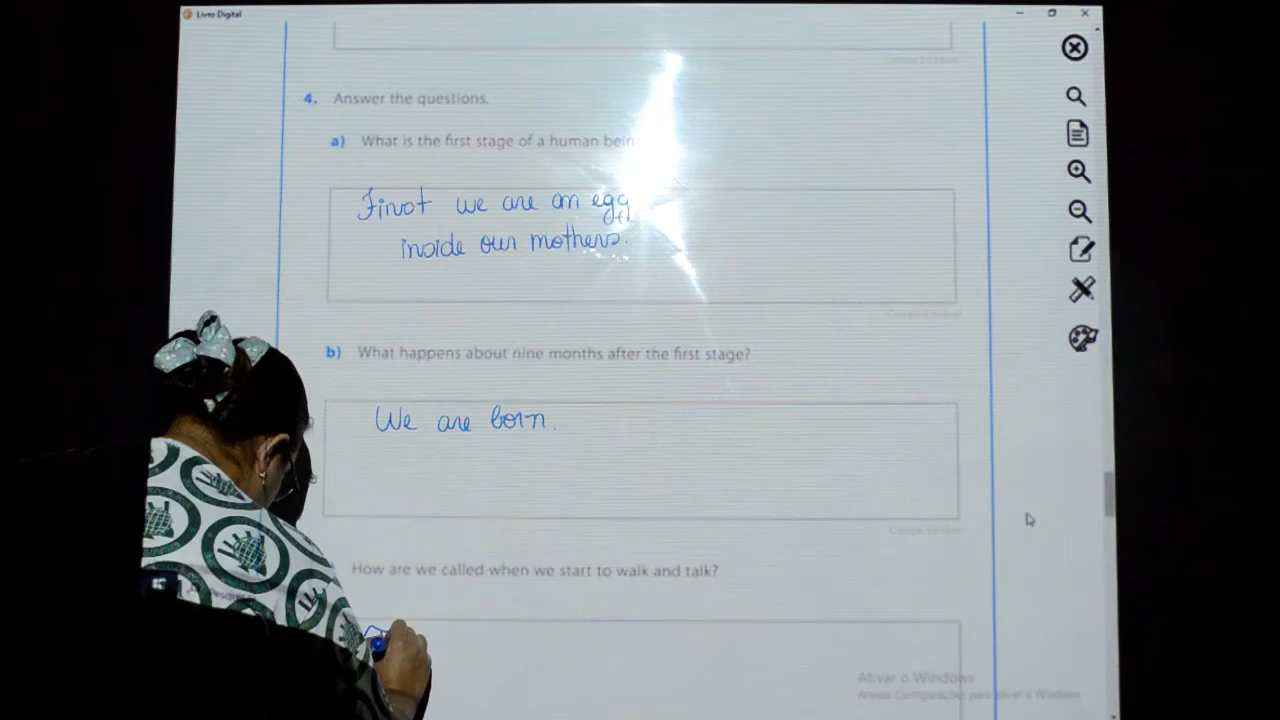 Livro Digital
4. Answer the questions.
a) What is the first stage of a human bein
First we are an egg
inside our mothers.
b) What happens about nine months after the first stage?
We are born.
How are we called when we start to walk and talk?
Ativar o Windows